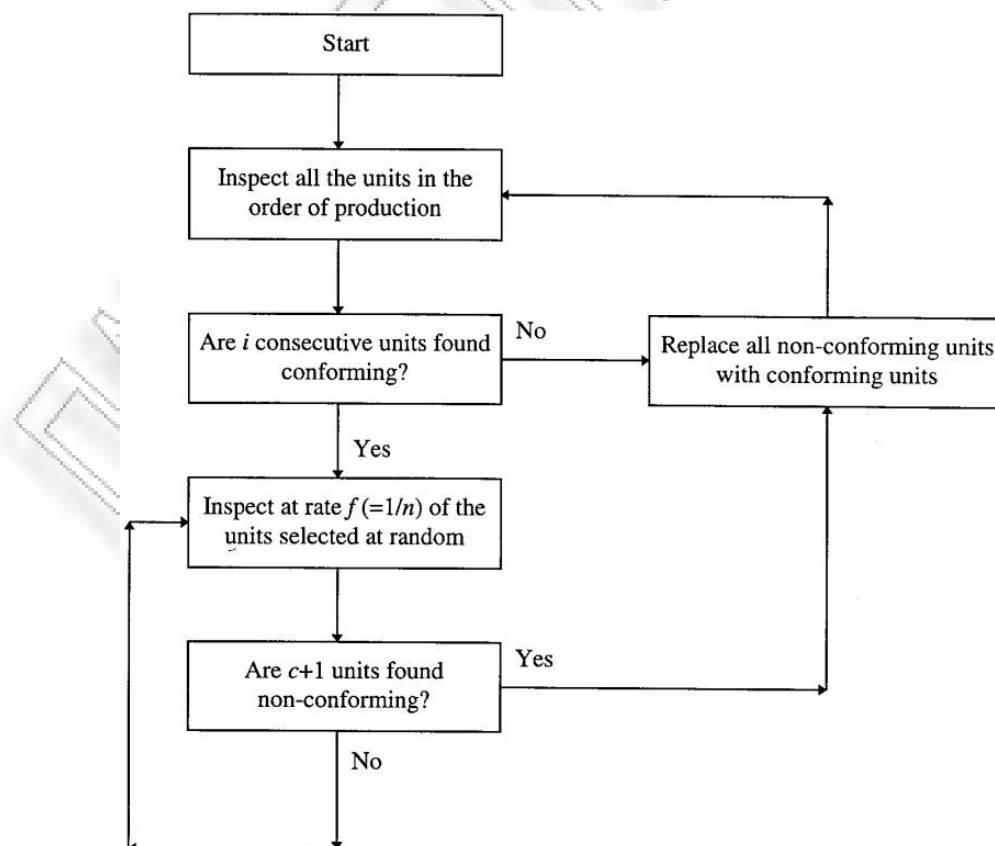 Start
Inspect all the units in the
order of production
Are i consecutive units found
conforming?
No
Replace all non-conforming units
with conforming units
Yes
Inspect at rate f (=1/n) of the
units selected at random
Are c+1 units found
non-conforming?
Yes
No